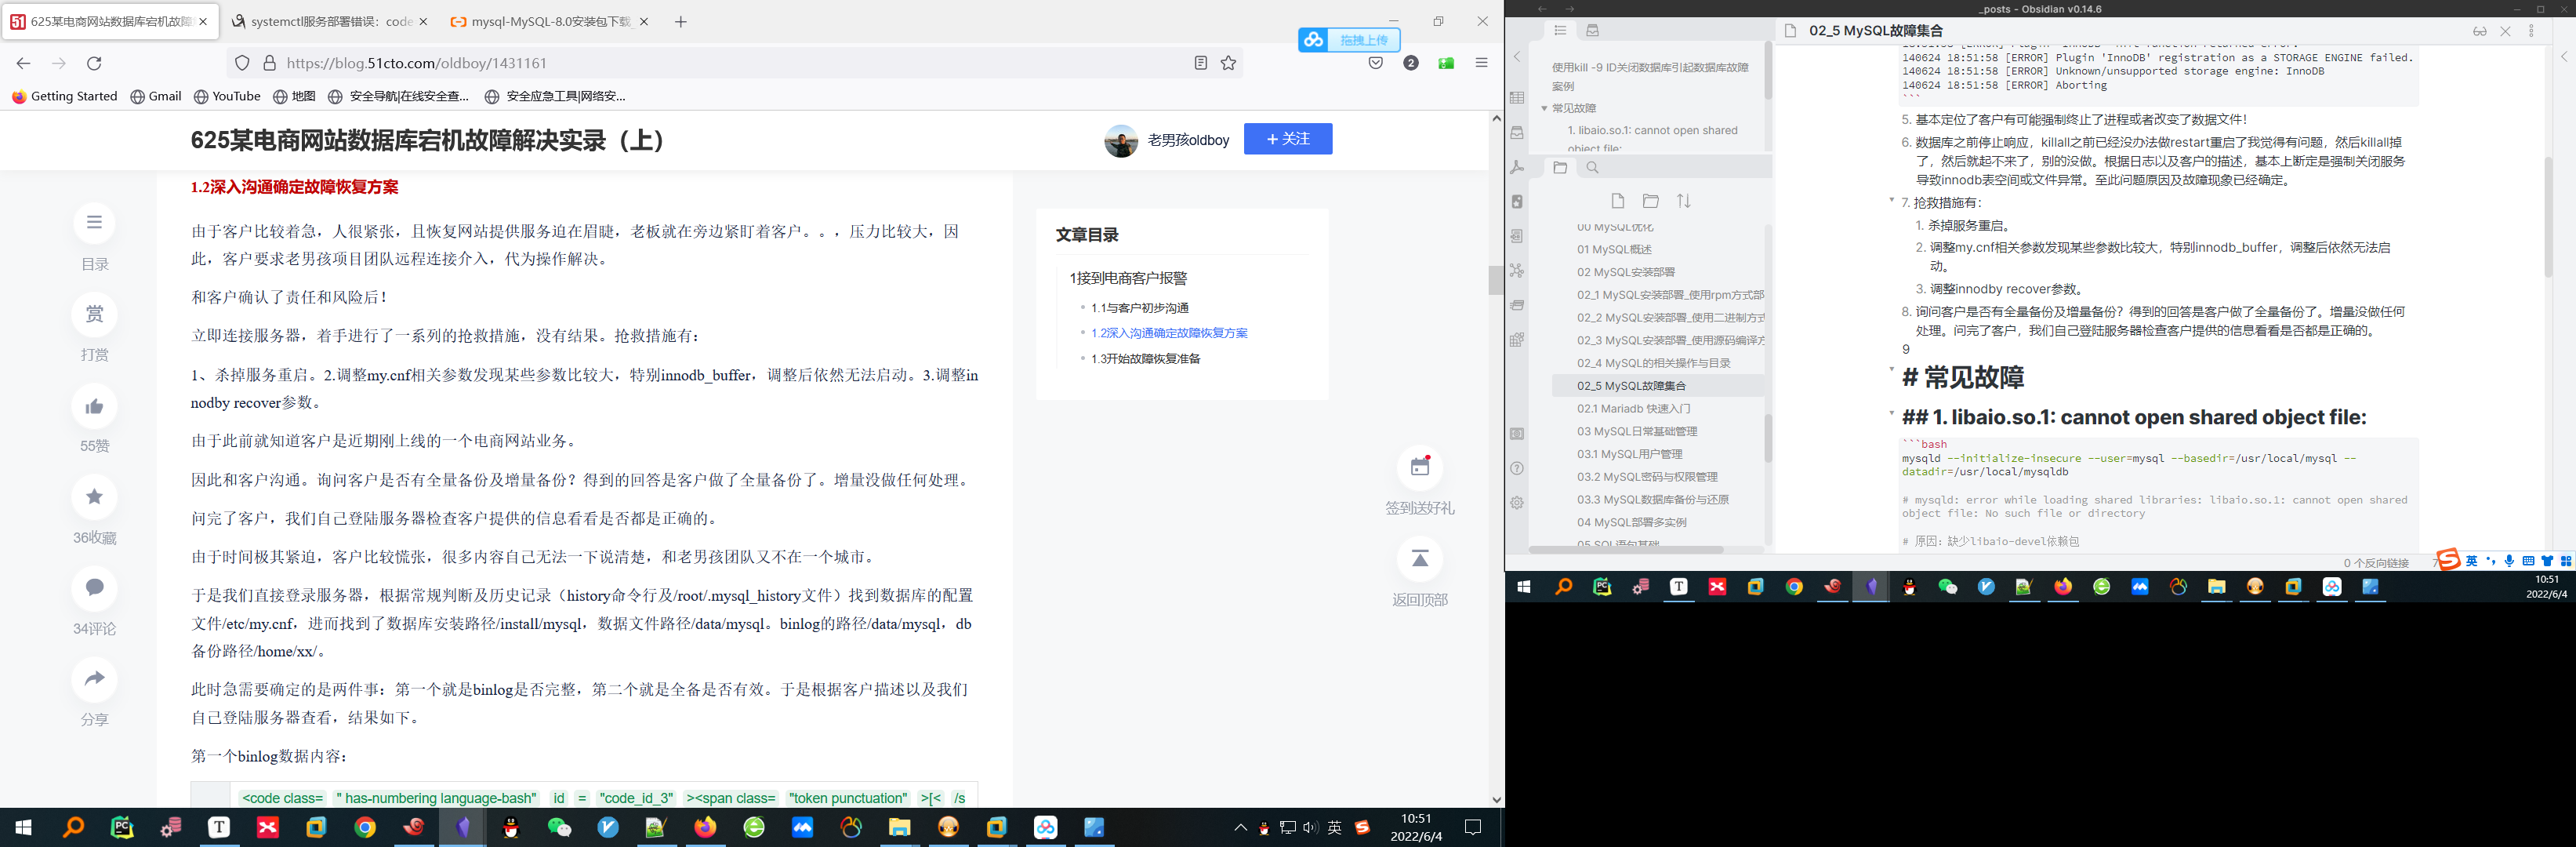 625某电商网站数据库宕机故障
systemctl服务部署错误：code
mysql-MySQL-8.0安装包下载_
拖拽上传
https://blog.51cto.com/oldboy/1431161
2
Getting Started
Gmail
YouTube
地图
安全导航|在线安全查...
安全应急工具|网络安...
625某电商网站数据库宕机故障解决实录（上）
老男孩oldboy
+ 关注
目录
赏
打赏
55赞
36收藏
34评论
分享
1.2深入沟通确定故障恢复方案
由于客户比较着急，人很紧张，且恢复网站提供服务迫在眉睫，老板就在旁边紧盯着客户。。，压力比较大，因
此，客户要求老男孩项目团队远程连接介入，代为操作解决。
和客户确认了责任和风险后！
立即连接服务器，着手进行了一系列的抢救措施，没有结果。抢救措施有：
1、杀掉服务重启。2.调整my.cnf相关参数发现某些参数比较大，特别innodb_buffer，调整后依然无法启动。3.调整in
nodby recover参数。
由于此前就知道客户是近期刚上线的一个电商网站业务。
因此和客户沟通。询问客户是否有全量备份及增量备份？得到的回答是客户做了全量备份了。增量没做任何处理。
问完了客户，我们自己登陆服务器检查客户提供的信息看看是否都是正确的。
由于时间极其紧迫，客户比较慌张，很多内容自己无法一下说清楚，和老男孩团队又不在一个城市。
于是我们直接登录服务器，根据常规判断及历史记录（history命令行及/root/.mysql_history文件）找到数据库的配置
文件/etc/my.cnf，进而找到了数据库安装路径/install/mysql，数据文件路径/data/mysql。binlog的路径/data/mysql，db
备份路径/home/xx/。
此时急需要确定的是两件事：第一个就是binlog是否完整，第二个就是全备是否有效。于是根据客户描述以及我们
自己登陆服务器查看，结果如下。
第一个binlog数据内容：
<code class= " has-numbering language-bash" id = "code_id_3" ><span class= "token punctuation" >[< /s
文章目录
1接到电商客户报警
1.1与客户初步沟通
1.2深入沟通确定故障恢复方案
1.3开始故障恢复准备
签到送好礼
返回顶部
英
10:51
2022/6/4
_posts - Obsidian v0.14.6
使用kill -9 ID关闭数据库引起数据库故障
案例
常见故障
1. libaio.so.1: cannot open shared
object file:
00 MySQL优化
01 MySQL概述
02 MySQL安装部署
02_1 MySQL安装部署_使用rpm方式部
02_2 MySQL安装部署_使用二进制方式
02_3 MySQL安装部署_使用源码编译方
02_4 MySQL的相关操作与目录
02_5 MySQL故障集合
02.1 Mariadb 快速入门
03 MySQL日常基础管理
03.1 MySQL用户管理
03.2 MySQL密码与权限管理
03.3 MySQL数据库备份与还原
04 MySQL部署多实例
05 SQL语句基础
02_5 MySQL故障集合
140624 18:51:58 [ERROR] Plugin 'InnoDB' registration as a STORAGE ENGINE failed.
140624 18:51:58 [ERROR] Unknown/unsupported storage engine: InnoDB
140624 18:51:58 [ERROR] Aborting
```
5. 基本定位了客户有可能强制终止了进程或者改变了数据文件！
6. 数据库之前停止响应，killall之前已经没办法做restart重启了我觉得有问题，然后killall掉
了，然后就起不来了，别的没做。根据日志以及客户的描述，基本上断定是强制关闭服务
导致innodb表空间或文件异常。至此问题原因及故障现象已经确定。
7. 抢救措施有：
1. 杀掉服务重启。
2. 调整my.cnf相关参数发现某些参数比较大，特别innodb_buffer，调整后依然无法启
动。
3. 调整innodby recover参数。
8. 询问客户是否有全量备份及增量备份？得到的回答是客户做了全量备份了。增量没做任何
处理。问完了客户，我们自己登陆服务器检查客户提供的信息看看是否都是正确的。
9
# 常见故障
## 1. libaio.so.1: cannot open shared object file:
```bash
mysqld --initialize-insecure --user=mysql --basedir=/usr/local/mysql --
datadir=/usr/local/mysqldb
# mysqld: error while loading shared libraries: libaio.so.1: cannot open shared
object file: No such file or directory
# 原因：缺少libaio-devel依赖包
0 个反向链接
英
10:51
2022/6/4